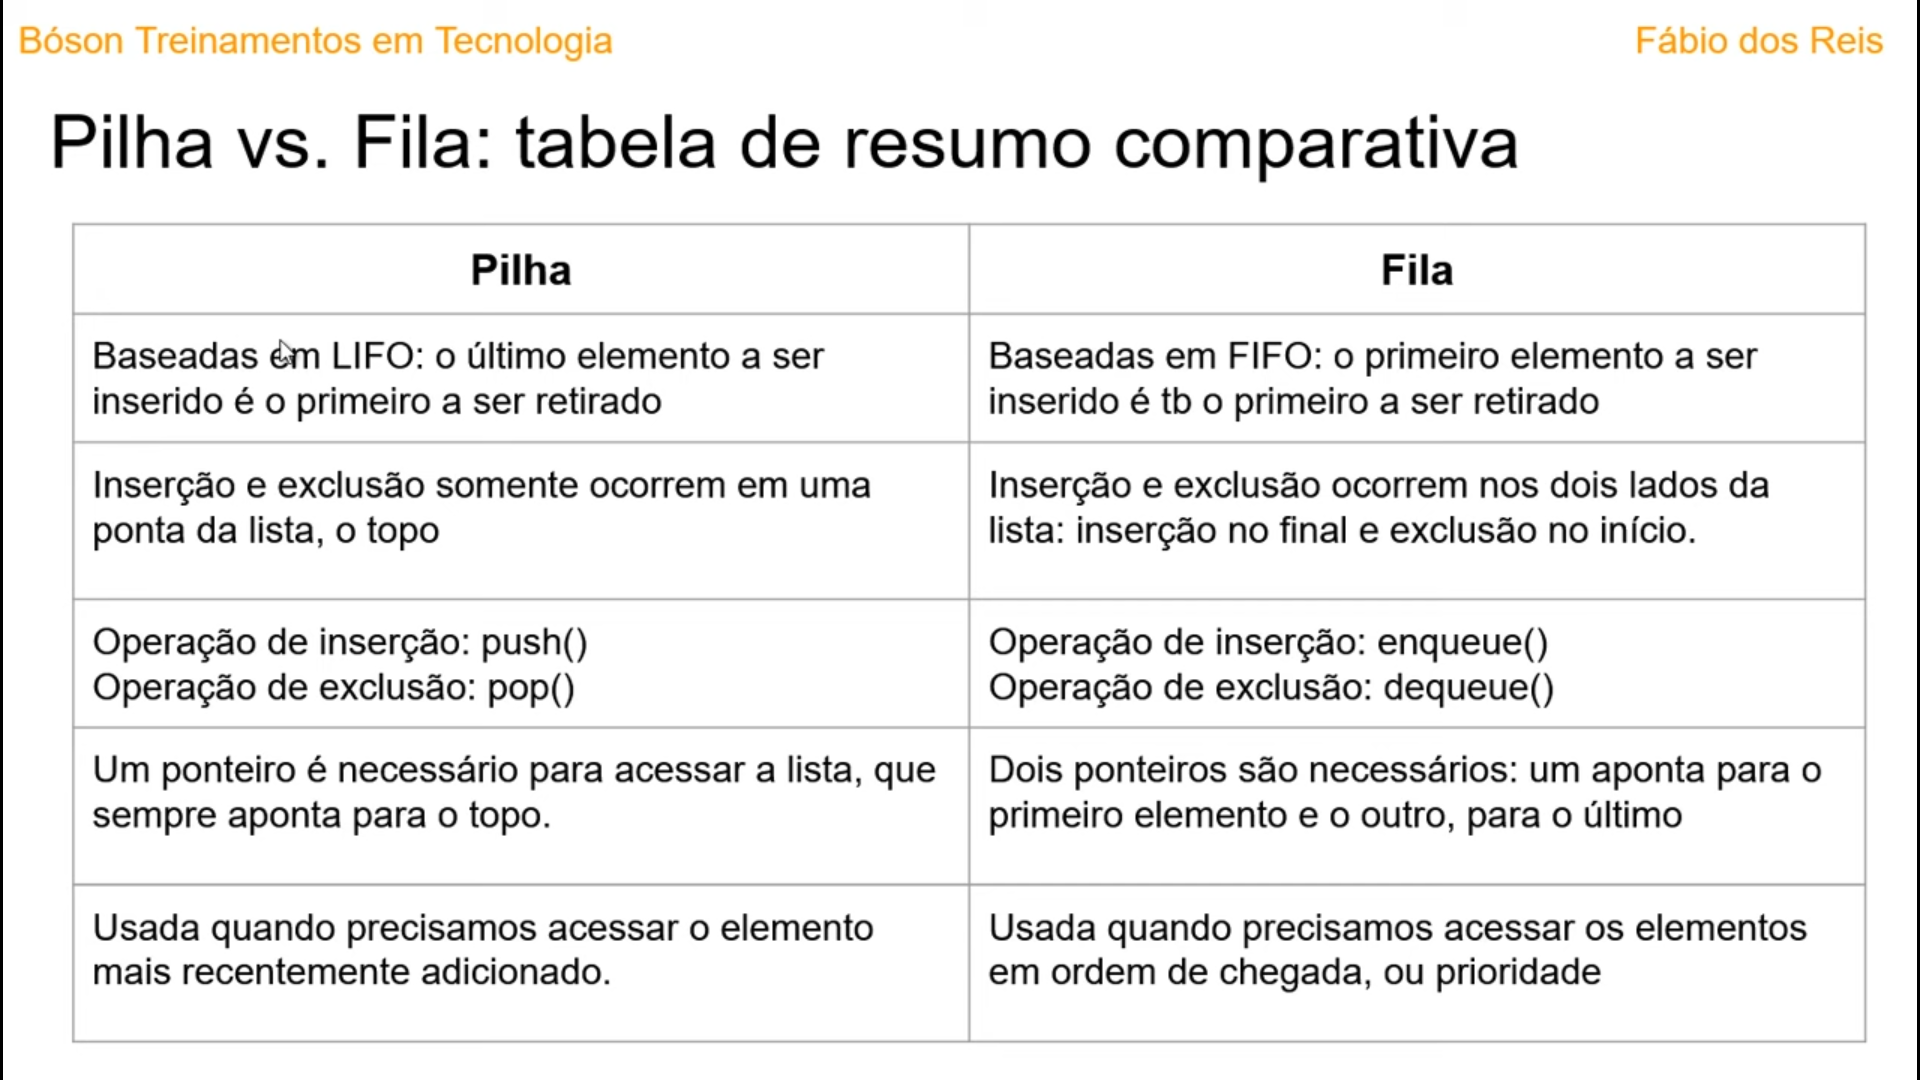 Bóson Treinamentos em Tecnologia
Fábio dos Reis
Pilha vs. Fila: tabela de resumo comparativa
Pilha
Fila
Baseadas em LIFO: o último elemento a ser
inserido é o primeiro a ser retirado
Baseadas em FIFO: o primeiro elemento a ser
inserido é tb o primeiro a ser retirado
Inserção e exclusão somente ocorrem em uma
ponta da lista, o topo
Inserção e exclusão ocorrem nos dois lados da
lista: inserção no final e exclusão no início.
Operação de inserção: push()
Operação de exclusão: pop()
Operação de inserção: enqueue()
Operação de exclusão: dequeue()
Um ponteiro é necessário para acessar a lista, que
sempre aponta para o topo.
Dois ponteiros são necessários: um aponta para o
primeiro elemento e o outro, para o último
Usada quando precisamos acessar o elemento
mais recentemente adicionado.
Usada quando precisamos acessar os elementos
em ordem de chegada, ou prioridade